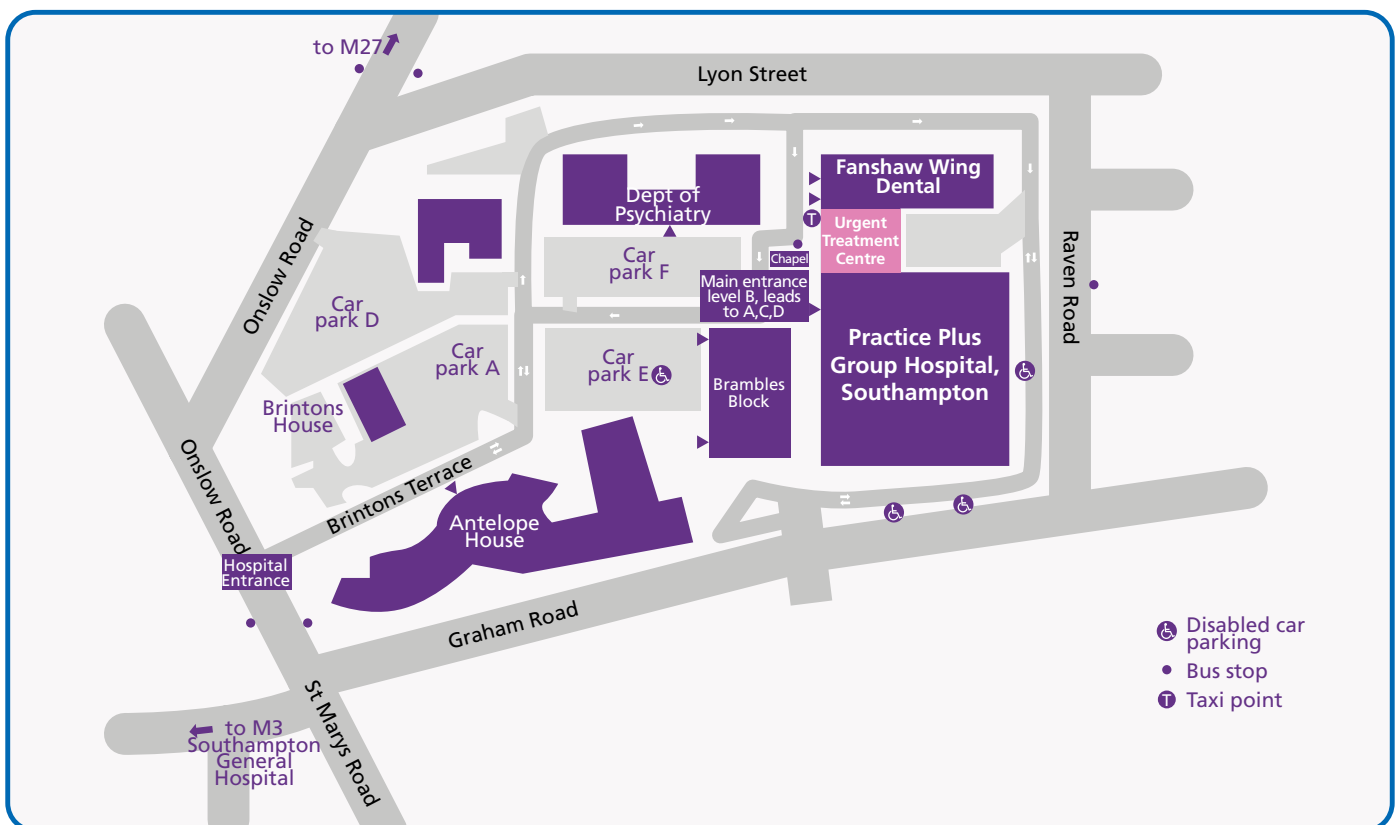 to M27
Lyon Street
Onslow Road
Fanshaw Wing
Dental
Dept of
Psychiatry
T
Urgent
Treatment
Centre
Chapel
Car
park F
Main entrance
level B, leads
to A,C,D
Raven Road
Car
park D
Practice Plus
Group Hospital,
Southampton
Car
park A
Car
park E
Brambles
Block
Brintons
House
Onslow Road
Brintons Terrace
Antelope
House
Hospital
Entrance
Graham Road
St Marys Road
to M3
Southampton
General
Hospital
Disabled car
parking
Bus stop
T Taxi point